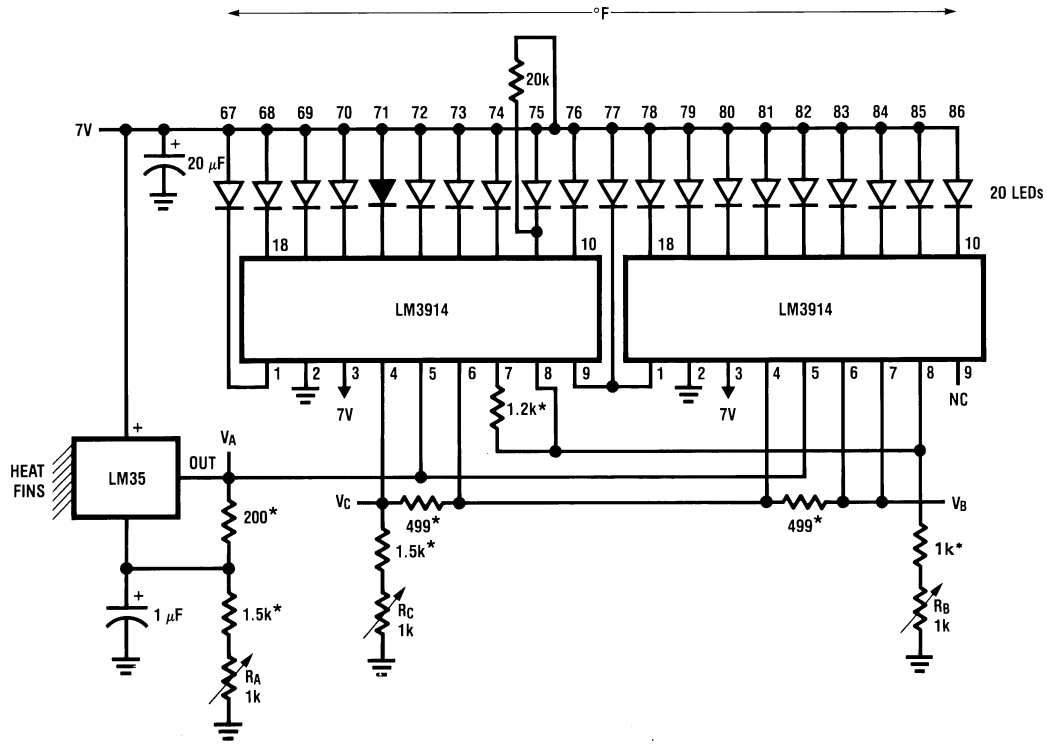 °F
20k
67 68 69 70 71 72 73 74 75 76 77 78 79 80 81 82 83 84 85 86
7V
+
20 µF
20 LEDs
18 10 18 10
LM3914 LM3914
1 2 3 4 5 6 7 8 9 1 2 3 4 5 6 7 8 9
7V 7V NC
1.2k*
+
VA
OUT
HEAT
FINS
LM35
VC VB
200* 499* 499*
1.5k* 1k*
+
1 µF
1.5k*
RC
1k
RB
1k
RA
1k